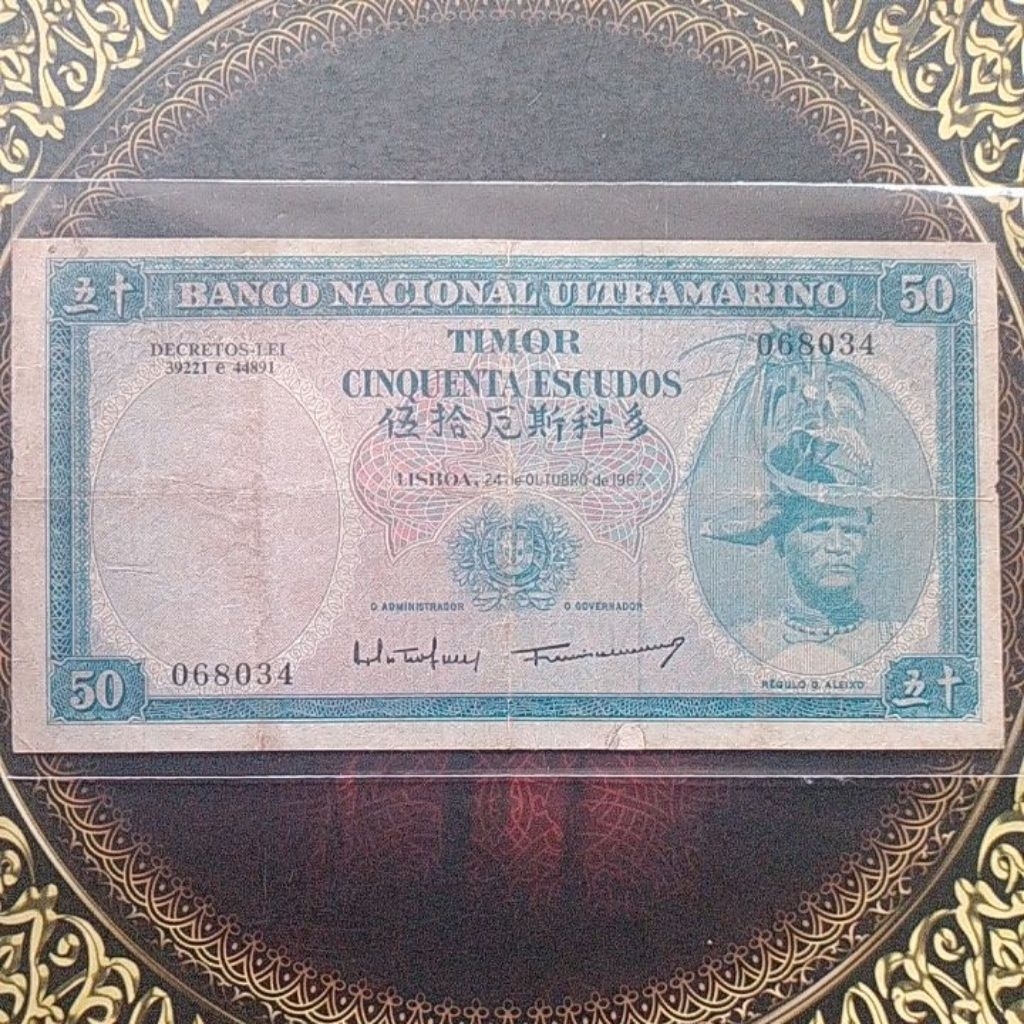 五十 BANCO NACIONAL ULTRAMARINO 50
DECRETOS-LEI
39221 e 44891
TIMOR
068034
CINQUENTA ESCUDOS
伍拾厄斯科多
LISBOA, 24 de OUTUBRO de 1967
O ADMINISTRADOR O GOVERNADOR
068034
RÉGULO D. ALEIXO
50 五十